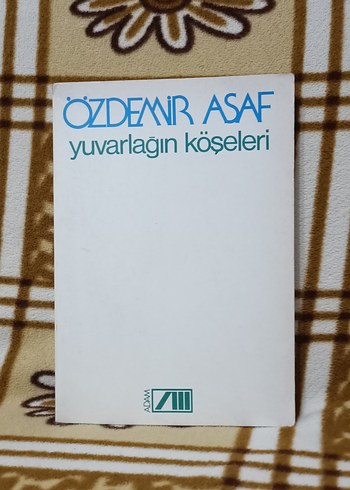 ÖZDEMİR ASAF
yuvarlağın köşeleri
ADAM